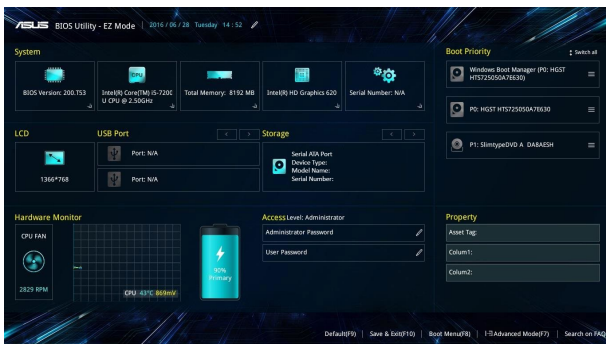 ASUS BIOS Utility - EZ Mode 2016 / 06 / 28 Tuesday 14 : 52
System
BIOS Version: 200.T53
Intel(R) Core(TM) i5-7200
U CPU @ 2.50GHz
Total Memory: 8192 MB
Intel(R) HD Graphics 620
Serial Number: N/A
Boot Priority
Switch all
Windows Boot Manager (P0: HGST
HTS725050A7E630)
P0: HGST HTS725050A7E630
P1: SlimtypeDVD A DA8AESH
LCD
1366*768
USB Port
Port: N/A
Port: N/A
Storage
Serial ATA Port
Device Type:
Model Name:
Serial Number:
Hardware Monitor
CPU FAN
2829 RPM
CPU 43°C 869mV
90%
Primary
Access Level: Administrator
Administrator Password
User Password
Property
Asset Tag:
Colum1:
Colum2:
Default(F9) | Save & Exit(F10) | Boot Menu(F8) | Advanced Mode(F7) | Search on FAQ